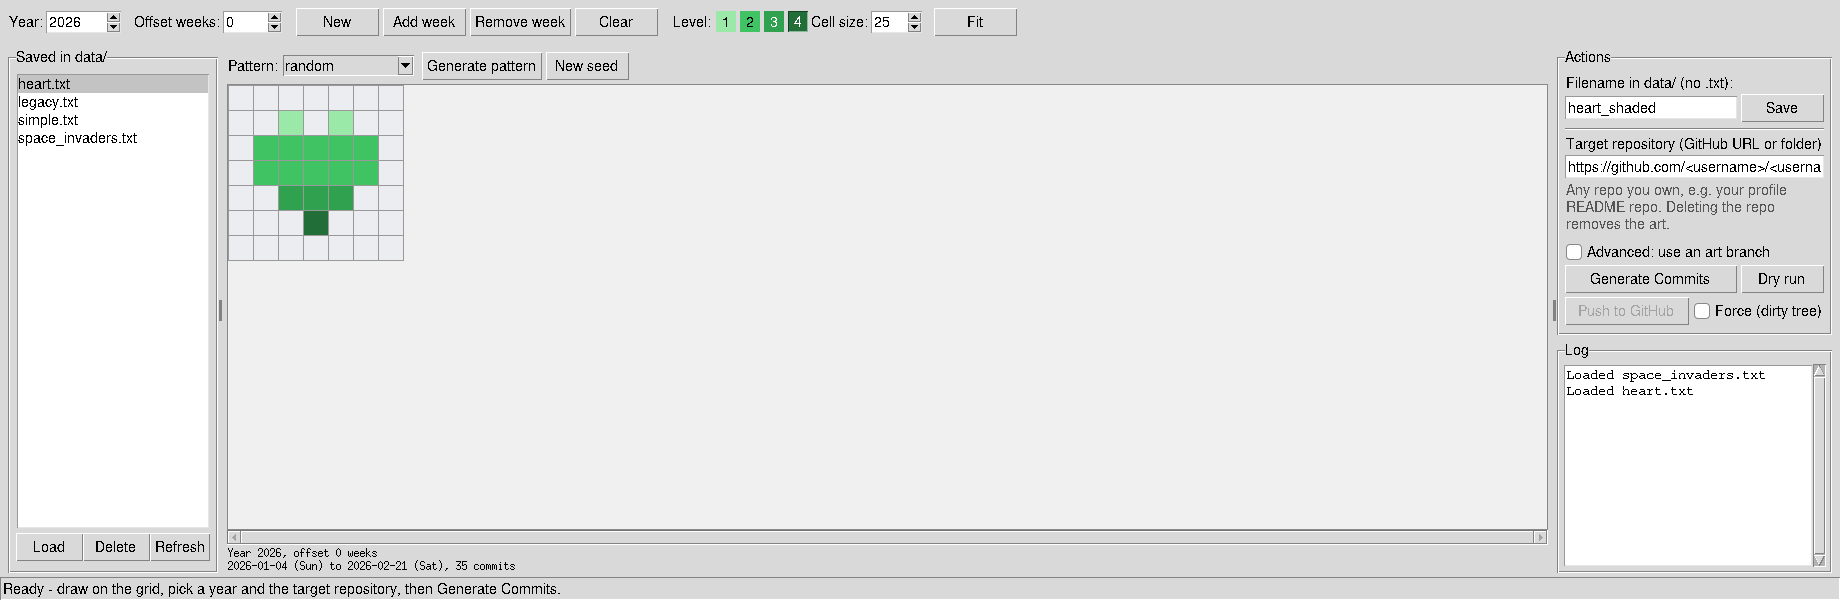 Year: 2026 Offset weeks: 0 New Add week Remove week Clear Level: 1 2 3 4 Cell size: 25 Fit
Saved in data/
heart.txt
legacy.txt
simple.txt
space_invaders.txt
Load Delete Refresh
Pattern: random Generate pattern New seed
Year 2026, offset 0 weeks
2026-01-04 (Sun) to 2026-02-21 (Sat), 35 commits
Actions
Filename in data/ (no .txt):
heart_shaded Save
Target repository (GitHub URL or folder)
https://github.com/<username>/<userna
Any repo you own, e.g. your profile
README repo. Deleting the repo
removes the art.
Advanced: use an art branch
Generate Commits Dry run
Push to GitHub Force (dirty tree)
Log
Loaded space_invaders.txt
Loaded heart.txt
Ready - draw on the grid, pick a year and the target repository, then Generate Commits.